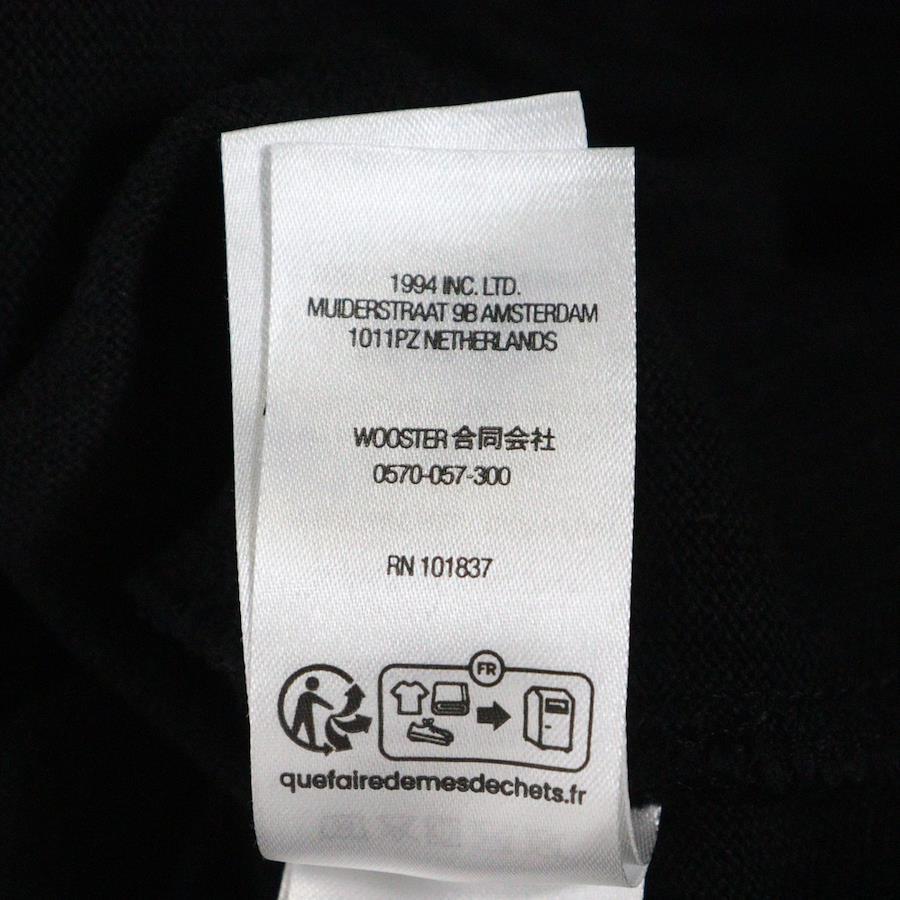 1994 INC. LTD.
MUIDERSTRAAT 9B AMSTERDAM
1011PZ NETHERLANDS
WOOSTER 合同会社
0570-057-300
RN 101837
FR
quefairedemesdechets.fr